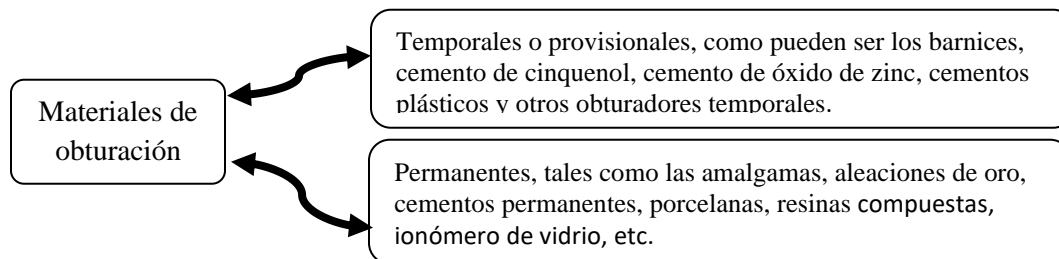 Materiales de
obturación
Temporales o provisionales, como pueden ser los barnices,
cemento de cinquenol, cemento de óxido de zinc, cementos
plásticos y otros obturadores temporales.
Permanentes, tales como las amalgamas, aleaciones de oro,
cementos permanentes, porcelanas, resinas compuestas,
ionómero de vidrio, etc.